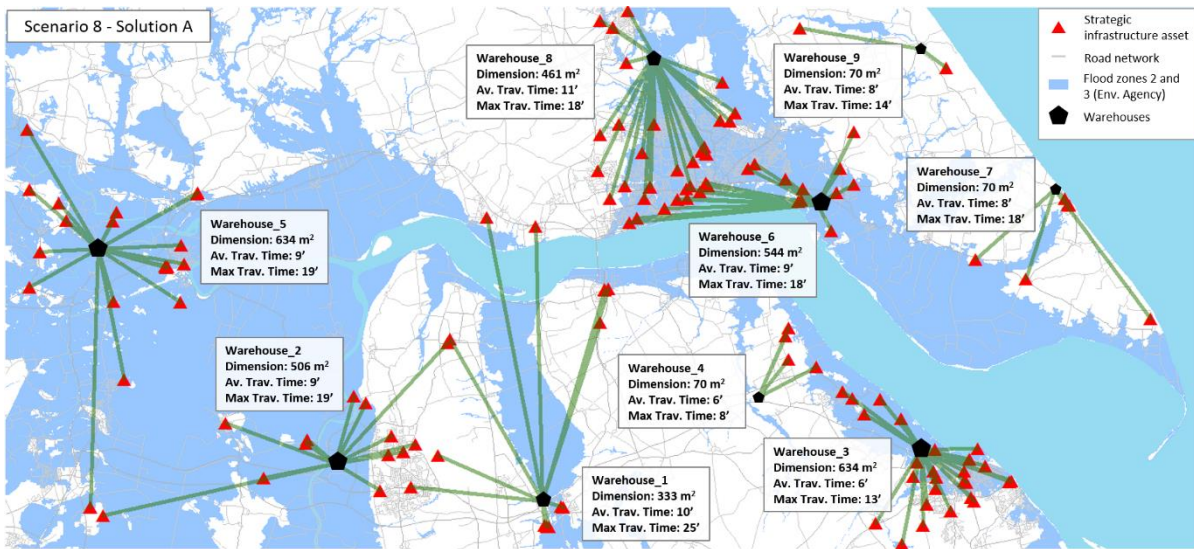 Scenario 8 - Solution A
Warehouse_8
Dimension: 461 m²
Av. Trav. Time: 11’
Max Trav. Time: 18’
Warehouse_9
Dimension: 70 m²
Av. Trav. Time: 8’
Max Trav. Time: 14’
Strategic
infrastructure asset
Road network
Flood zones 2 and
3 (Env. Agency)
Warehouses
Warehouse_7
Dimension: 70 m²
Av. Trav. Time: 8’
Max Trav. Time: 18’
Warehouse_5
Dimension: 634 m²
Av. Trav. Time: 9’
Max Trav. Time: 19’
Warehouse_6
Dimension: 544 m²
Av. Trav. Time: 9’
Max Trav. Time: 18’
Warehouse_2
Dimension: 506 m²
Av. Trav. Time: 9’
Max Trav. Time: 19’
Warehouse_4
Dimension: 70 m²
Av. Trav. Time: 6’
Max Trav. Time: 8’
Warehouse_3
Dimension: 634 m²
Av. Trav. Time: 6’
Max Trav. Time: 13’
Warehouse_1
Dimension: 333 m²
Av. Trav. Time: 10’
Max Trav. Time: 25’